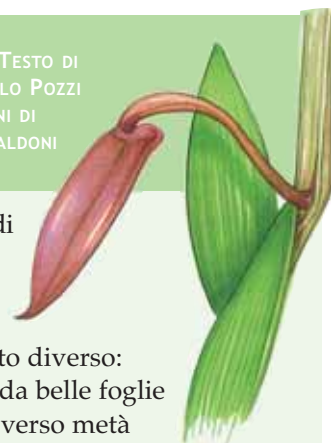 TESTO DI
LO POZZI
NI DI
ALDONI
di
to diverso:
da belle foglie
verso metà